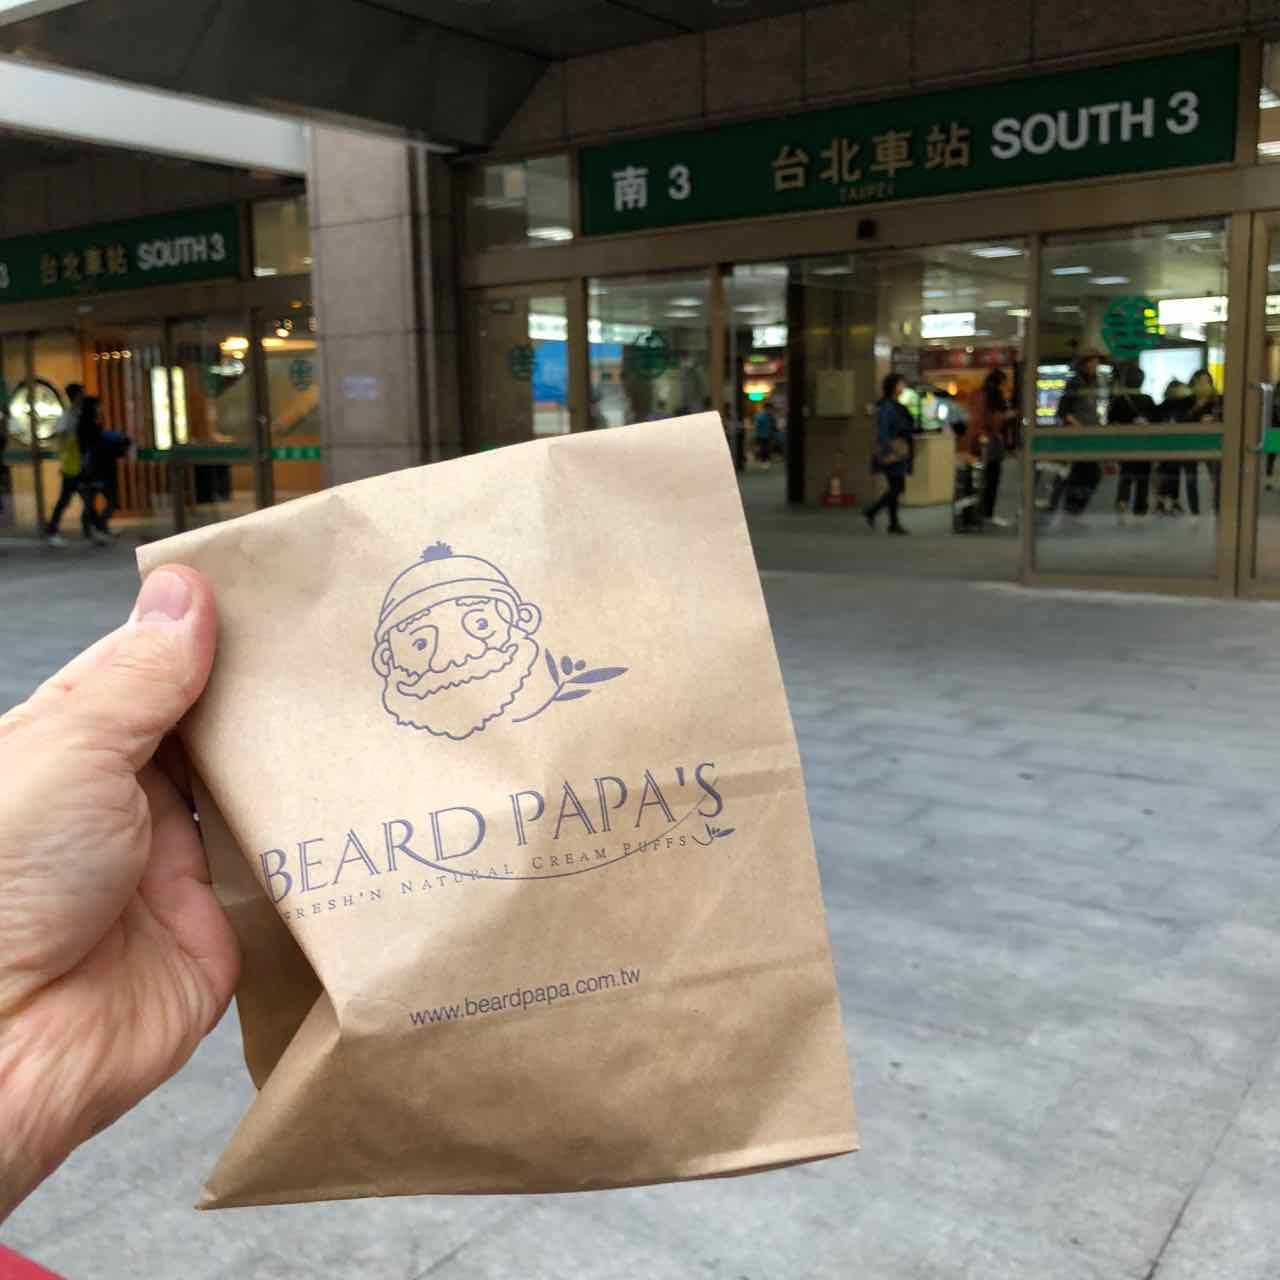 南 3 台北車站 SOUTH 3
TAIPEI
3 台北車站 SOUTH 3
BEARD PAPA'S
FRESH'N NATURAL CREAM PUFFS
www.beardpapa.com.tw